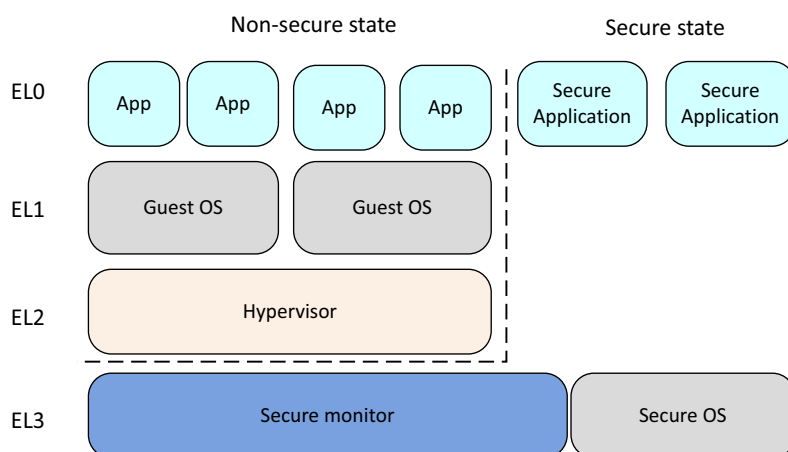 Non-secure state
Secure state
EL0
App
App
App
App
Secure
Application
Secure
Application
EL1
Guest OS
Guest OS
EL2
Hypervisor
EL3
Secure monitor
Secure OS